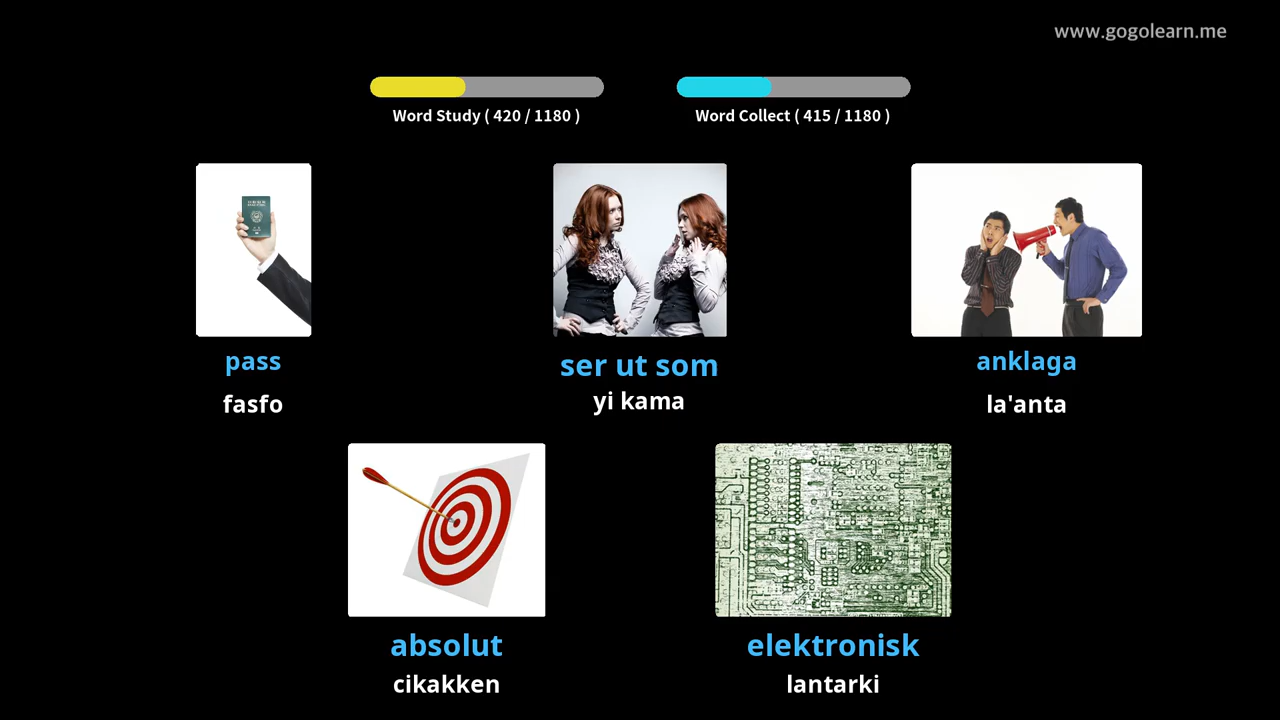 www.gogolearn.me
Word Study ( 420 / 1180 )
Word Collect ( 415 / 1180 )
pass
fasfo
ser ut som
yi kama
anklaga
la'anta
absolut
cikakken
elektronisk
lantarki